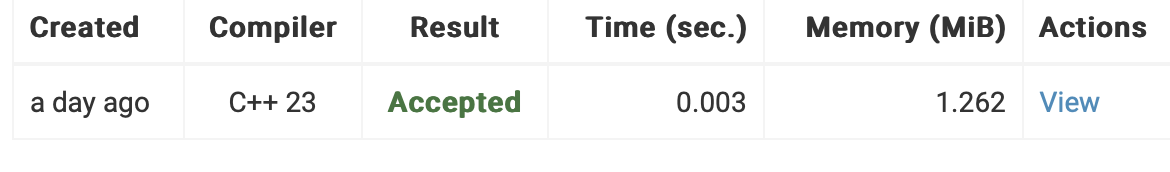 Created Compiler Result Time (sec.) Memory (MiB) Actions
a day ago C++ 23 Accepted 0.003 1.262 View